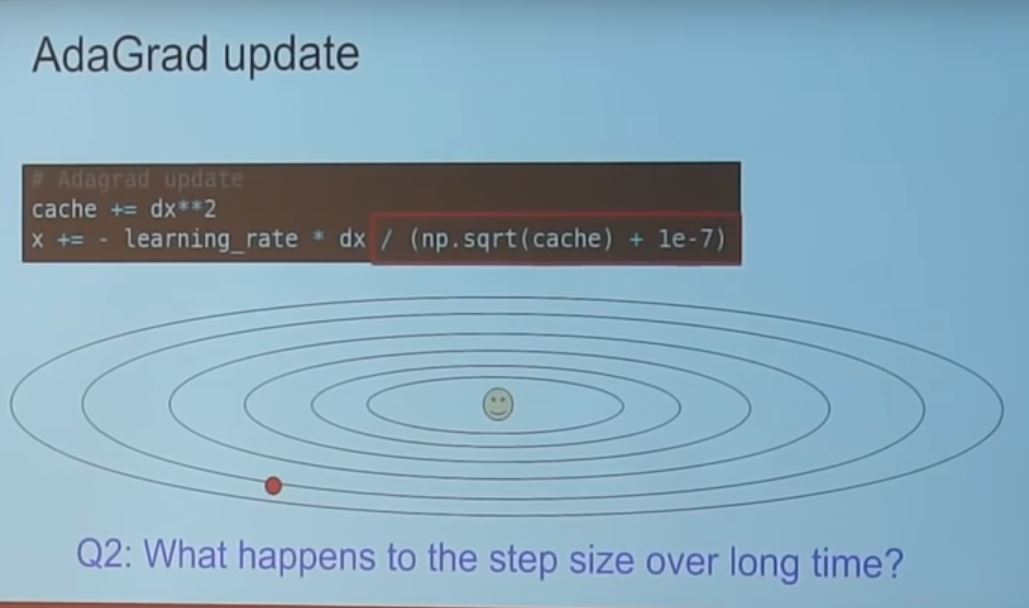 AdaGrad update
# Adagrad update
cache += dx**2
x += - learning_rate * dx / (np.sqrt(cache) + 1e-7)
Q2: What happens to the step size over long time?